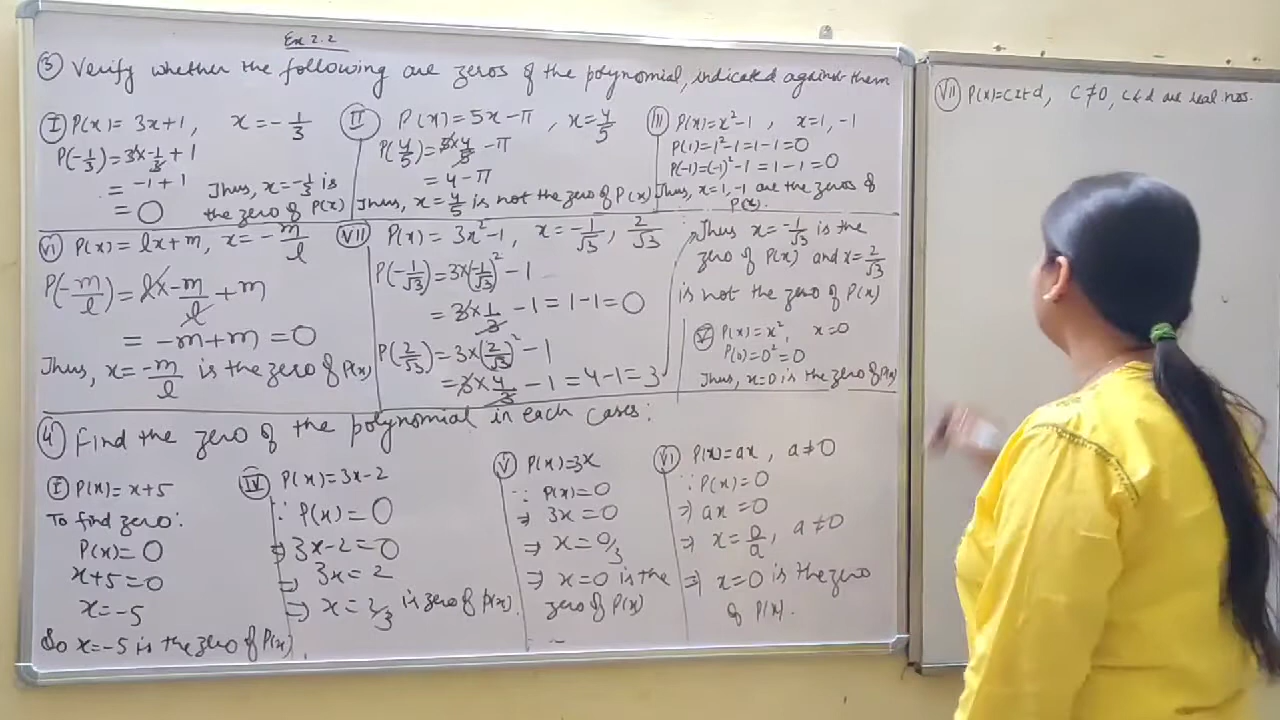 Ex 2.2
③ Verify whether the following are zeros of the polynomial, indicated against them
Ⓘ P(x) = 3x+1, x = -1/3
P(-1/3) = 3×-1/3 + 1
= -1+1
= 0
Thus, x = -1/3 is
the zero of P(x)
Ⅱ P(x) = 5x-π, x = 4/5
P(4/5) = 5×4/5 - π
= 4-π
Thus, x = 4/5 is not the zero of P(x)
III P(x) = x²-1, x=1, -1
P(1) = 1²-1 = 1-1 = 0
P(-1) = (-1)²-1 = 1-1 = 0
Thus, x=1, -1 are the zeros of
P(x).
VI P(x) = lx+m, x = -m/l
P(-m/l) = l×-m/l + m
= -m+m = 0
Thus, x = -m/l is the zero of P(x)
VII P(x) = 3x²-1, x = -1/√3, 2/√3
P(-1/√3) = 3×(-1/√3)² - 1
= 3×1/3 - 1 = 1-1 = 0
P(2/√3) = 3×(2/√3)² - 1
= 3×4/3 - 1 = 4-1 = 3
Thus x = -1/√3 is the
zero of P(x) and x = 2/√3
is not the zero of P(x)
V P(x) = x², x=0
P(0) = 0² = 0
Thus, x=0 is the zero of P(x)
④ Find the zero of the polynomial in each cases:
Ⓘ P(x) = x+5
To find zero:
P(x) = 0
x+5 = 0
x = -5
So x = -5 is the zero of P(x)
IV P(x) = 3x-2
∵ P(x) = 0
⇒ 3x-2 = 0
⇒ 3x = 2
⇒ x = 2/3 is zero of P(x).
V P(x) = 3x
∵ P(x) = 0
⇒ 3x = 0
⇒ x = 0/3
⇒ x=0 is the
zero of P(x)
VI P(x) = ax, a≠0
∵ P(x) = 0
⇒ ax = 0
⇒ x = 0/a, a≠0
⇒ x=0 is the zero
of P(x).
VII P(x) = cx+d, c≠0, c & d are real nos.